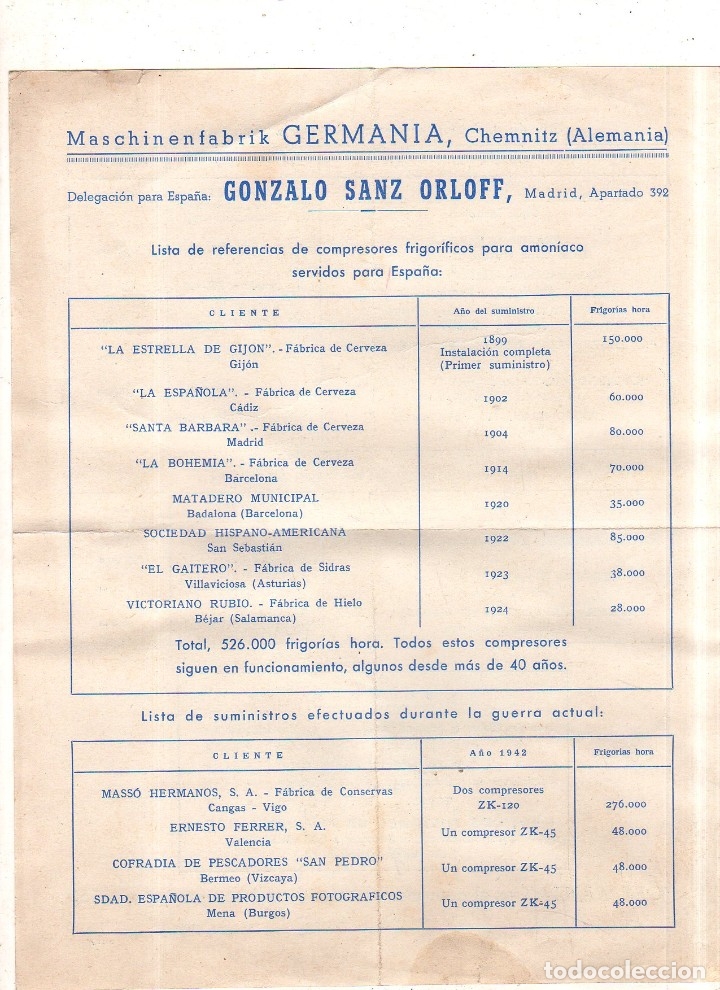 Maschinenfabrik GERMANIA, Chemnitz (Alemania)
Delegación para España: GONZALO SANZ ORLOFF, Madrid, Apartado 392
Lista de referencias de compresores frigoríficos para amoníaco
servidos para España:
CLIENTE Año del suministro Frigorías hora
"LA ESTRELLA DE GIJON". - Fábrica de Cerveza 1899 150.000
Gijón Instalación completa
(Primer suministro)
"LA ESPAÑOLA". - Fábrica de Cerveza
Cádiz 1902 60.000
"SANTA BARBARA" .- Fábrica de Cerveza
Madrid 1904 80.000
"LA BOHEMIA". - Fábrica de Cerveza
Barcelona 1914 70.000
MATADERO MUNICIPAL
Badalona (Barcelona) 1920 35.000
SOCIEDAD HISPANO-AMERICANA
San Sebastián 1922 85.000
"EL GAITERO". - Fábrica de Sidras
Villaviciosa (Asturias) 1923 38.000
VICTORIANO RUBIO. - Fábrica de Hielo
Béjar (Salamanca) 1924 28.000
Total, 526.000 frigorías hora. Todos estos compresores
siguen en funcionamiento, algunos desde más de 40 años.
Lista de suministros efectuados durante la guerra actual:
CLIENTE Año 1942 Frigorías hora
MASSÓ HERMANOS, S. A. - Fábrica de Conservas Dos compresores
Cangas - Vigo ZK-120 276.000
ERNESTO FERRER, S. A. Un compresor ZK-45 48.000
Valencia
COFRADIA DE PESCADORES "SAN PEDRO" Un compresor ZK-45 48.000
Bermeo (Vizcaya)
SDAD. ESPAÑOLA DE PRODUCTOS FOTOGRAFICOS Un compresor ZK-45 48.000
Mena (Burgos)
todocoleccion